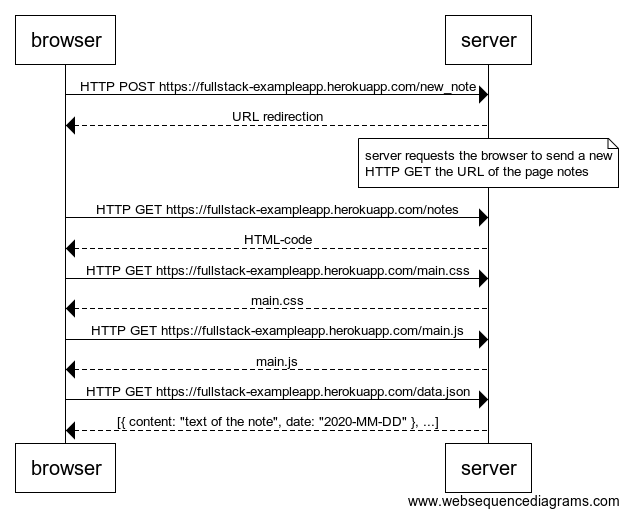 browser
server
HTTP POST https://fullstack-exampleapp.herokuapp.com/new_note
URL redirection
server requests the browser to send a new
HTTP GET the URL of the page notes
HTTP GET https://fullstack-exampleapp.herokuapp.com/notes
HTML-code
HTTP GET https://fullstack-exampleapp.herokuapp.com/main.css
main.css
HTTP GET https://fullstack-exampleapp.herokuapp.com/main.js
main.js
HTTP GET https://fullstack-exampleapp.herokuapp.com/data.json
[{ content: "text of the note", date: "2020-MM-DD" }, ...]
browser
server
www.websequencediagrams.com